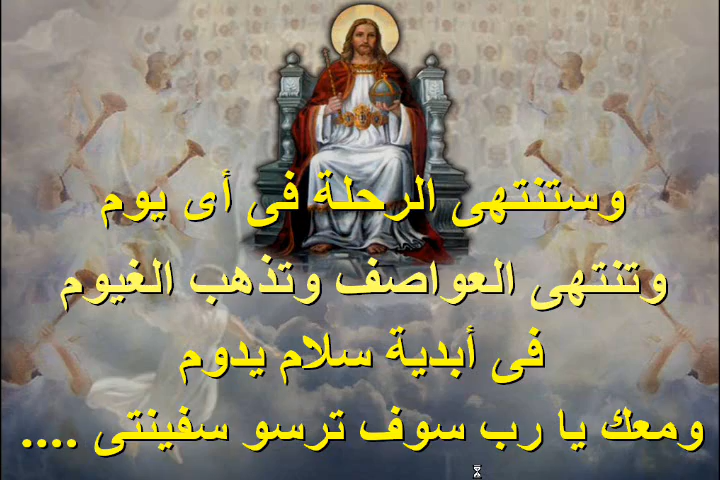 وستنتهى الرحلة فى أى يوم
وتنتهى العواصف وتذهب الغيوم
فى أبدية سلام يدوم
ومعك يا رب سوف ترسو سفينتى ....